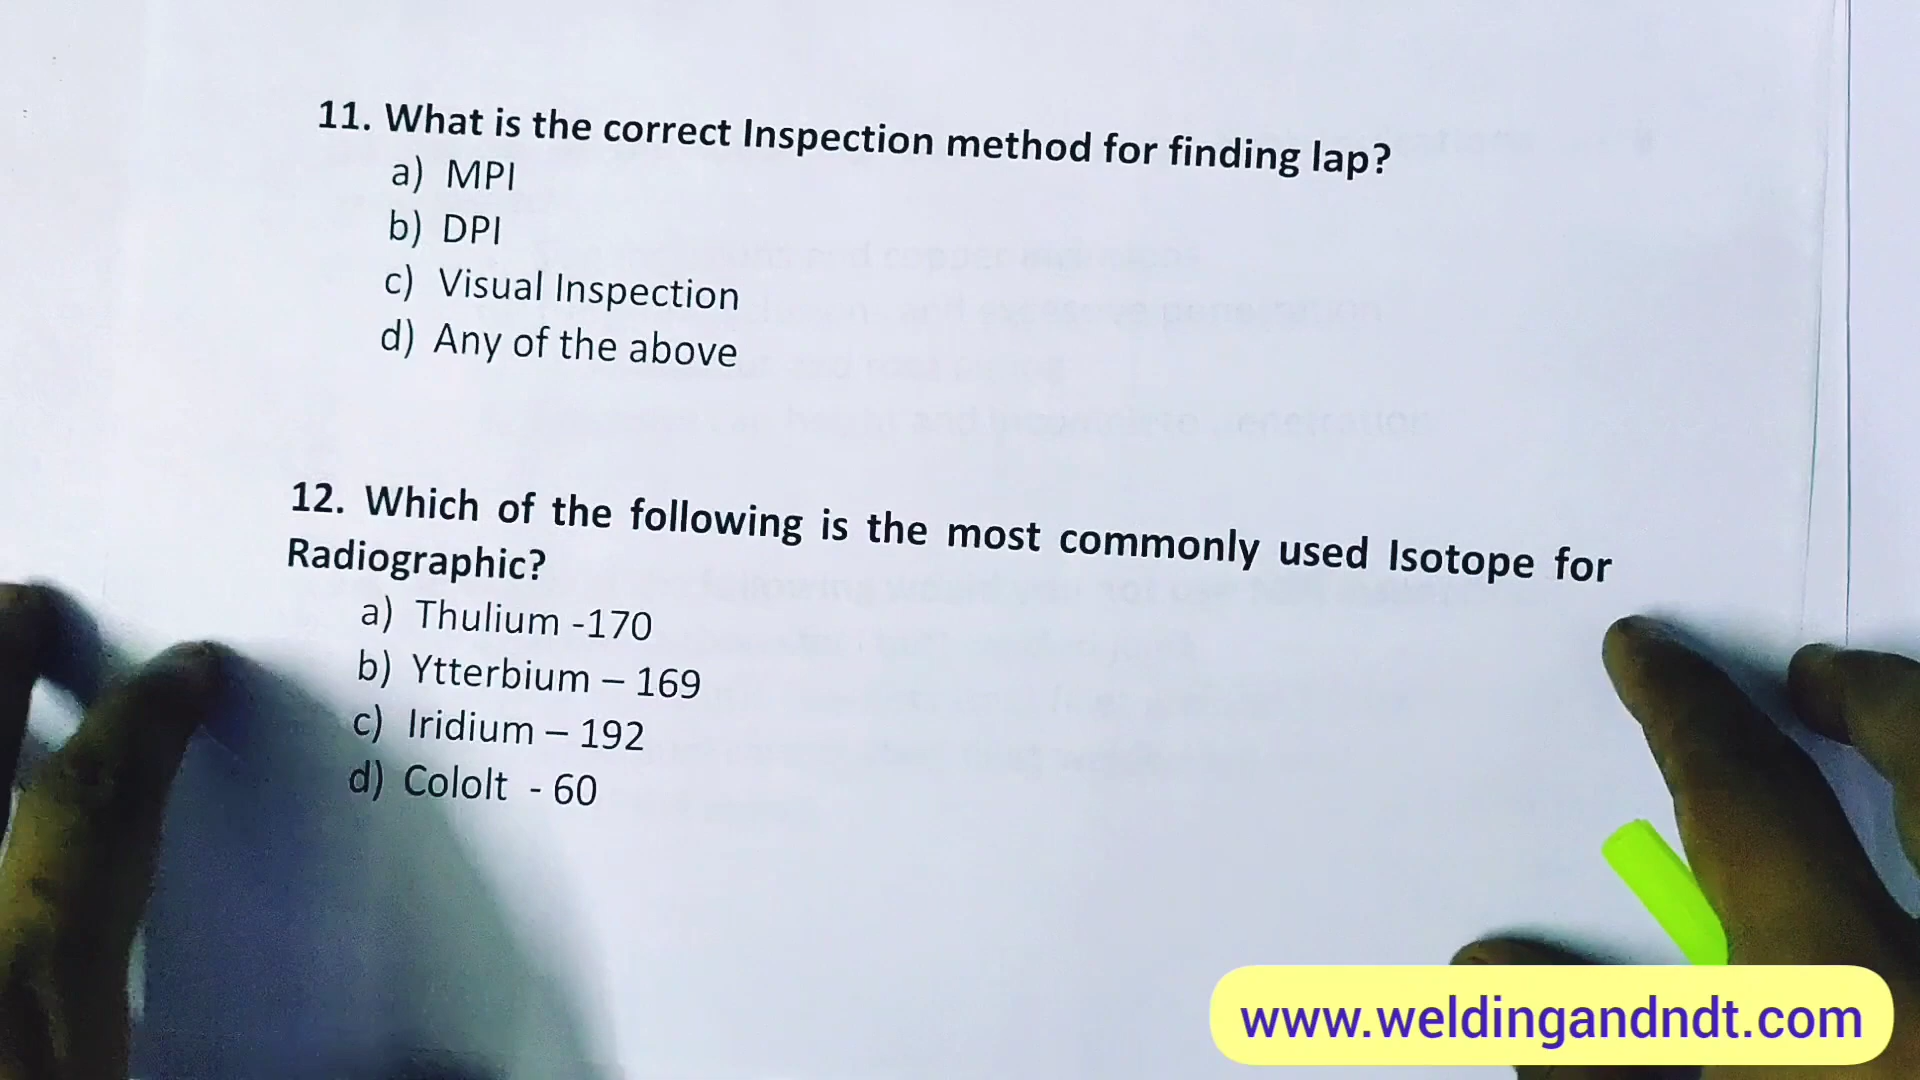 11. What is the correct Inspection method for finding lap?
a) MPI
b) DPI
c) Visual Inspection
d) Any of the above
12. Which of the following is the most commonly used Isotope for
Radiographic?
a) Thulium -170
b) Ytterbium – 169
c) Iridium – 192
d) Cololt - 60
www.weldingandndt.com